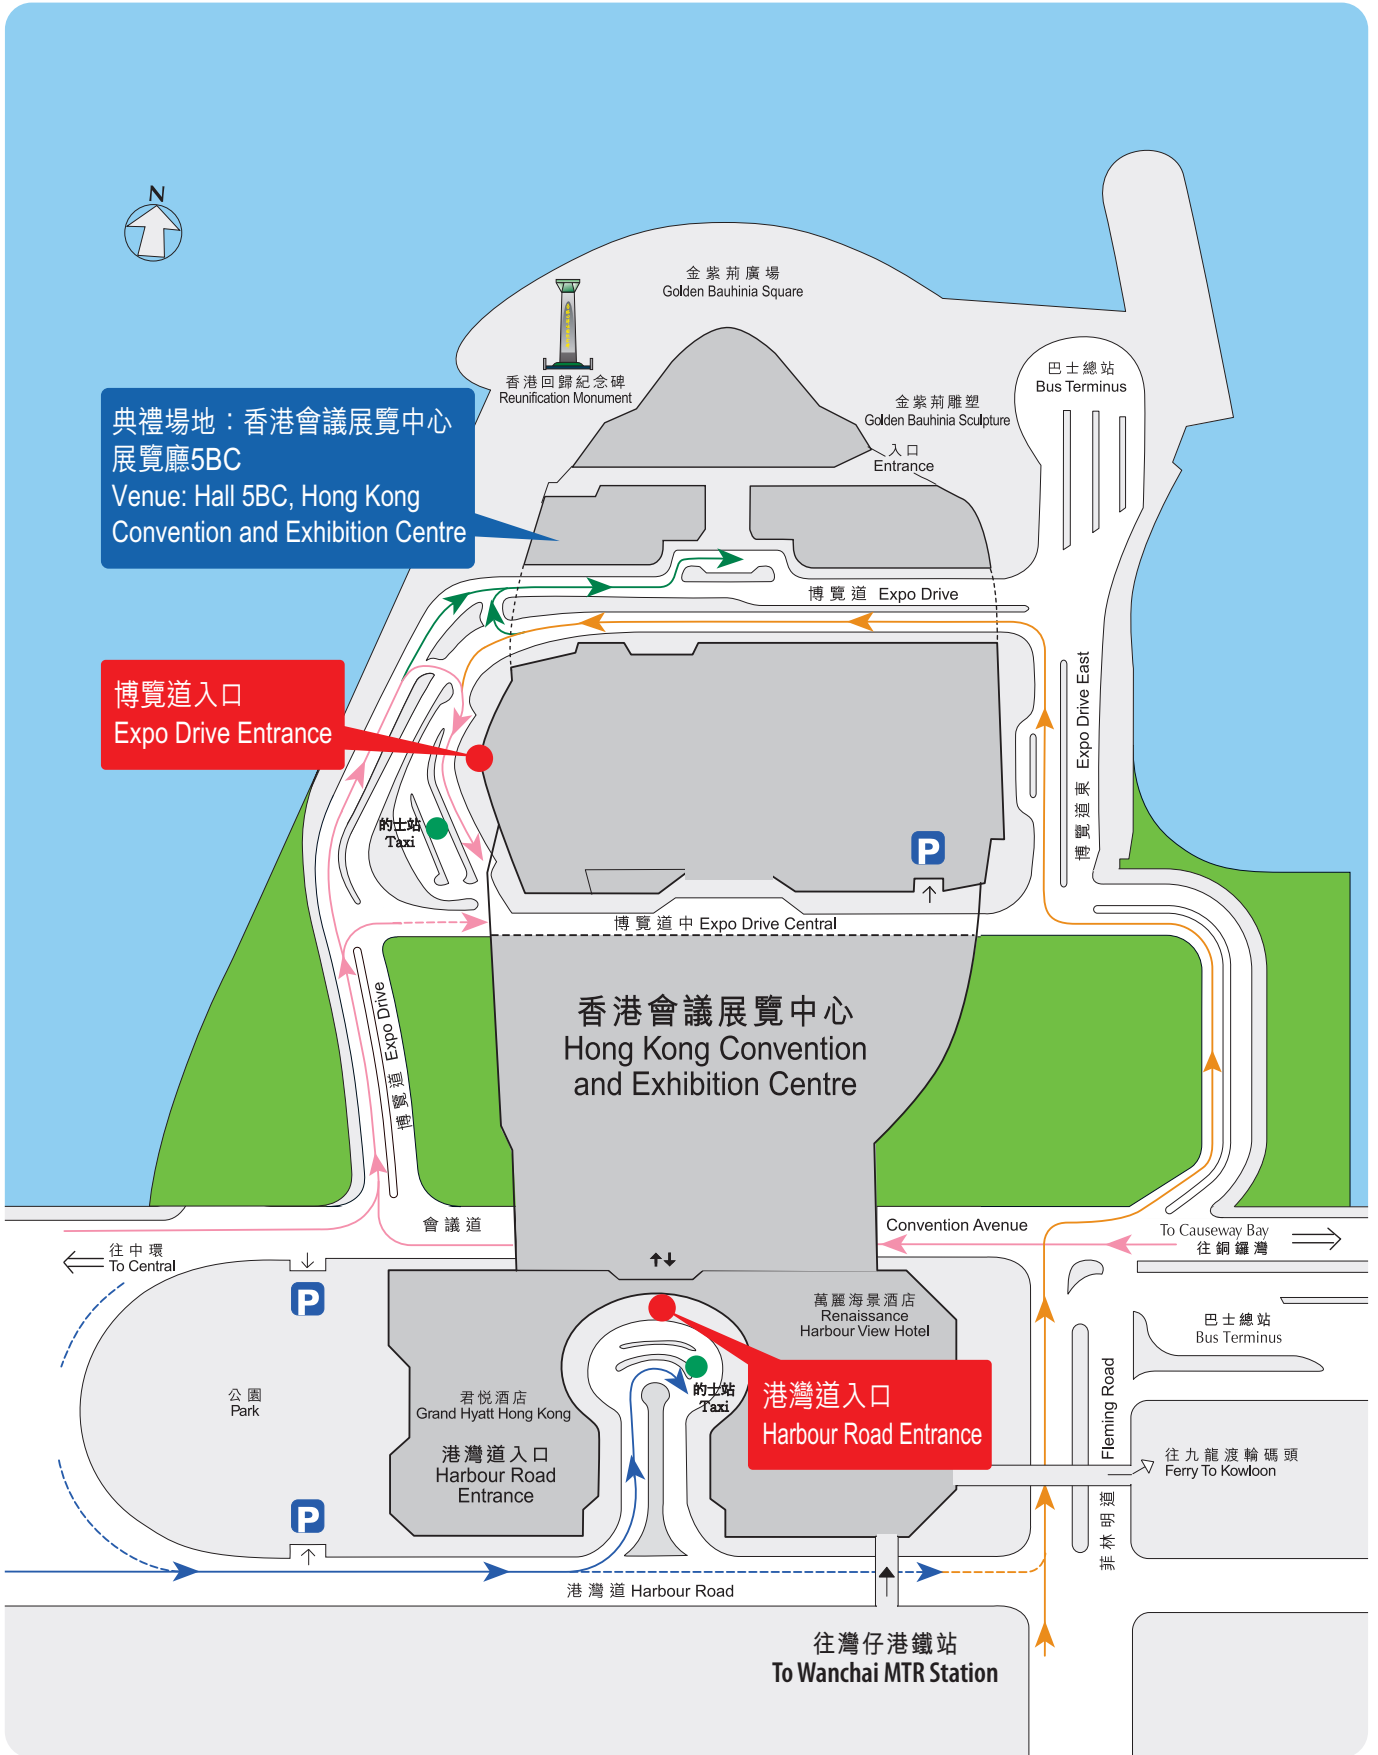 N
金紫荊廣場
Golden Bauhinia Square
香港回歸紀念碑
Reunification Monument
巴士總站
Bus Terminus
金紫荊雕塑
Golden Bauhinia Sculpture
入口
Entrance
典禮場地：香港會議展覽中心
展覽廳5BC
Venue: Hall 5BC, Hong Kong
Convention and Exhibition Centre
博覽道 Expo Drive
博覽道入口
Expo Drive Entrance
博覽道東 Expo Drive East
的士站
Taxi
P
博覽道中 Expo Drive Central
香港會議展覽中心
Hong Kong Convention
and Exhibition Centre
博覽道 Expo Drive
會議道
Convention Avenue
To Causeway Bay
往銅鑼灣
往中環
To Central
P
萬麗海景酒店
Renaissance
Harbour View Hotel
巴士總站
Bus Terminus
公園
Park
君悅酒店
Grand Hyatt Hong Kong
的士站
Taxi
港灣道入口
Harbour Road Entrance
港灣道入口
Harbour Road
Entrance
菲林明道 Fleming Road
往九龍渡輪碼頭
Ferry To Kowloon
P
港灣道 Harbour Road
往灣仔港鐵站
To Wanchai MTR Station